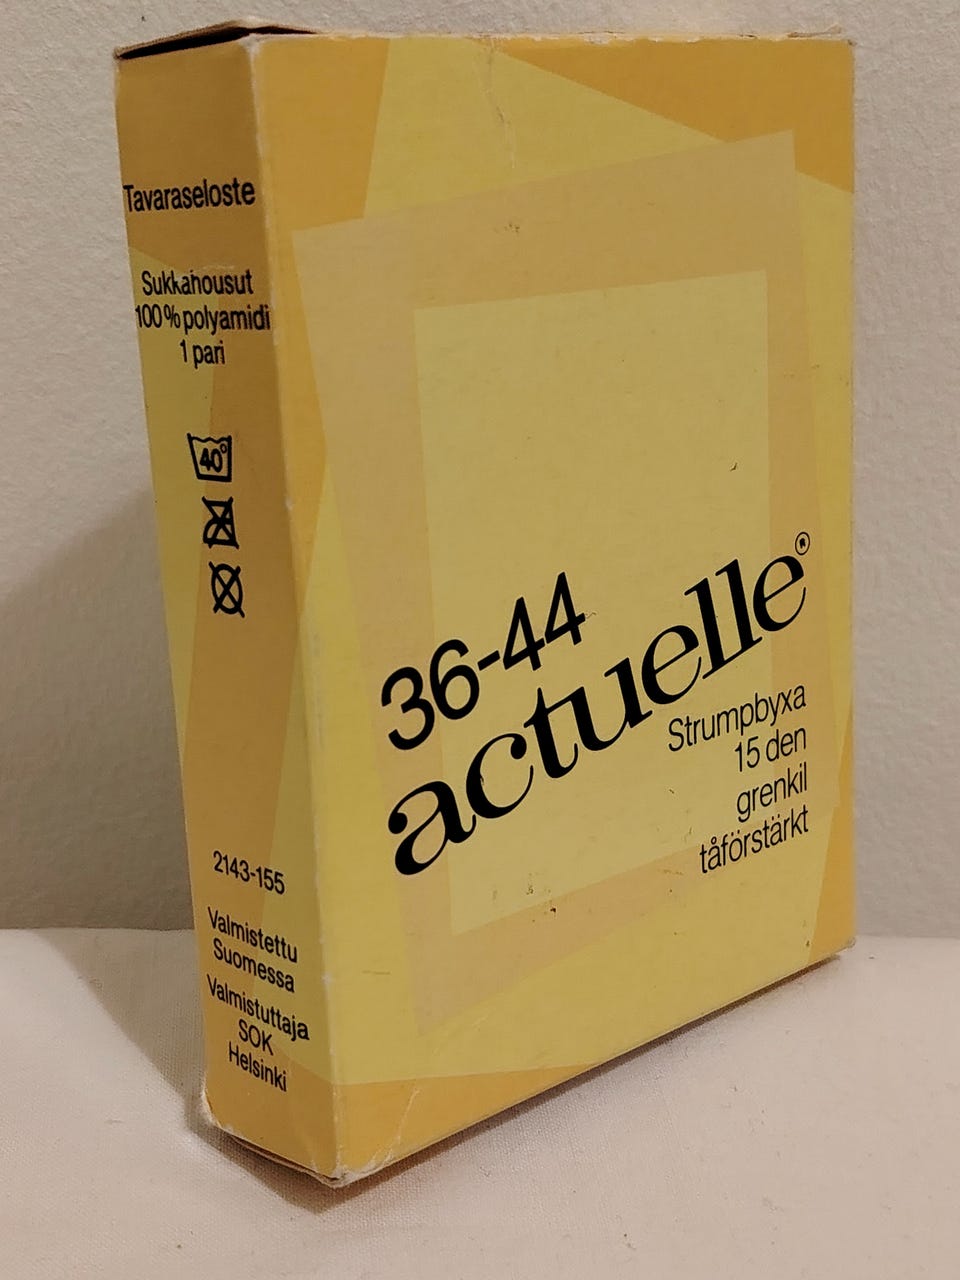 Tavaraseloste
Sukkahousut
100% polyamidi
1 pari
40°
2143-155
Valmistettu
Suomessa
Valmistuttaja
SOK
Helsinki
36-44
actuelle®
Strumpbyxa
15 den
grenkil
tåförstärkt